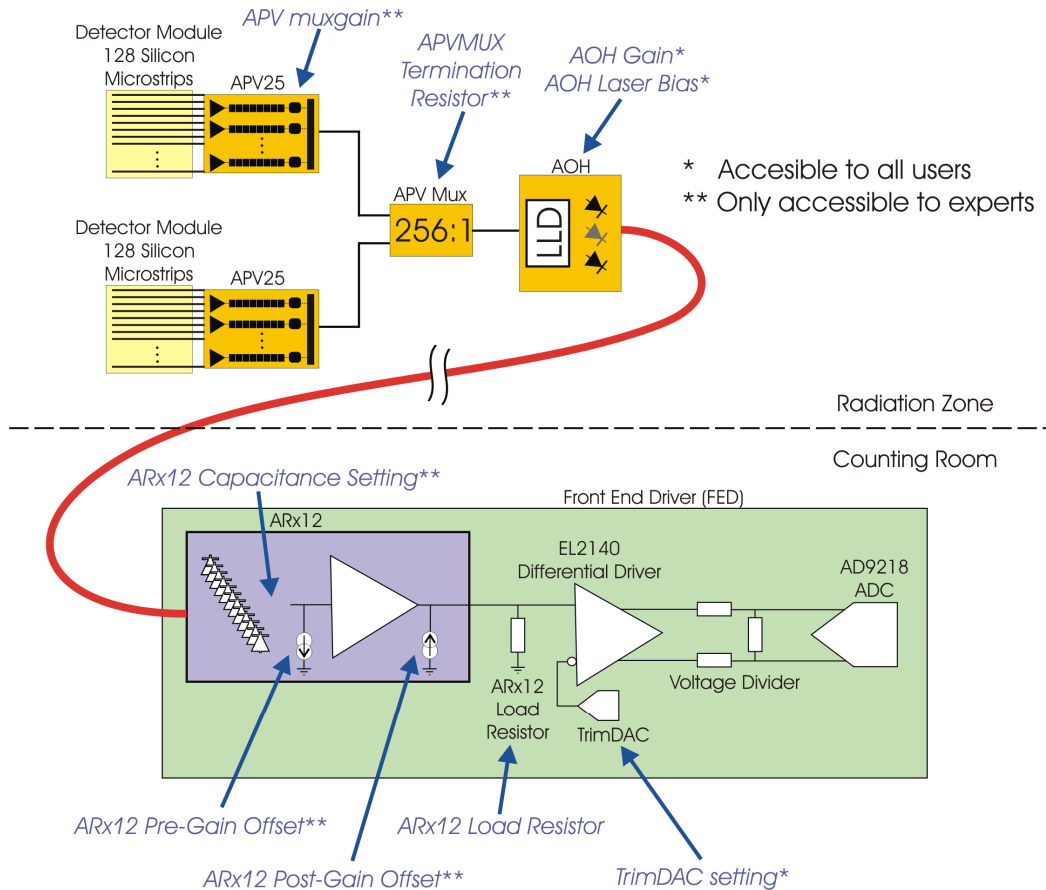 APV muxgain**
Detector Module
128 Silicon
Microstrips
APV25
APVMUX
Termination
Resistor**
AOH Gain*
AOH Laser Bias*
AOH
LLD
* Accesible to all users
** Only accessible to experts
APV Mux
256:1
Detector Module
128 Silicon
Microstrips
APV25
Radiation Zone
Counting Room
ARx12 Capacitance Setting**
Front End Driver (FED)
ARx12
EL2140
Differential Driver
AD9218
ADC
Voltage Divider
ARx12
Load
Resistor
TrimDAC
ARx12 Pre-Gain Offset**
ARx12 Load Resistor
ARx12 Post-Gain Offset**
TrimDAC setting*